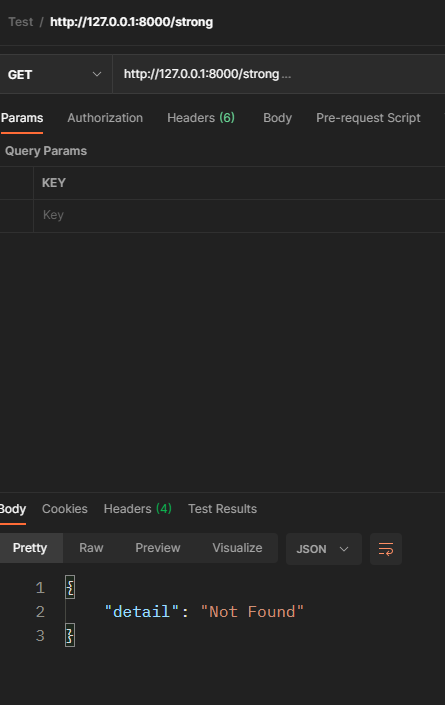 Test / http://127.0.0.1:8000/strong
GET http://127.0.0.1:8000/strong ...
Params Authorization Headers (6) Body Pre-request Script
Query Params
KEY
Key
Body Cookies Headers (4) Test Results
Pretty Raw Preview Visualize JSON
1 {
2 "detail": "Not Found"
3 }